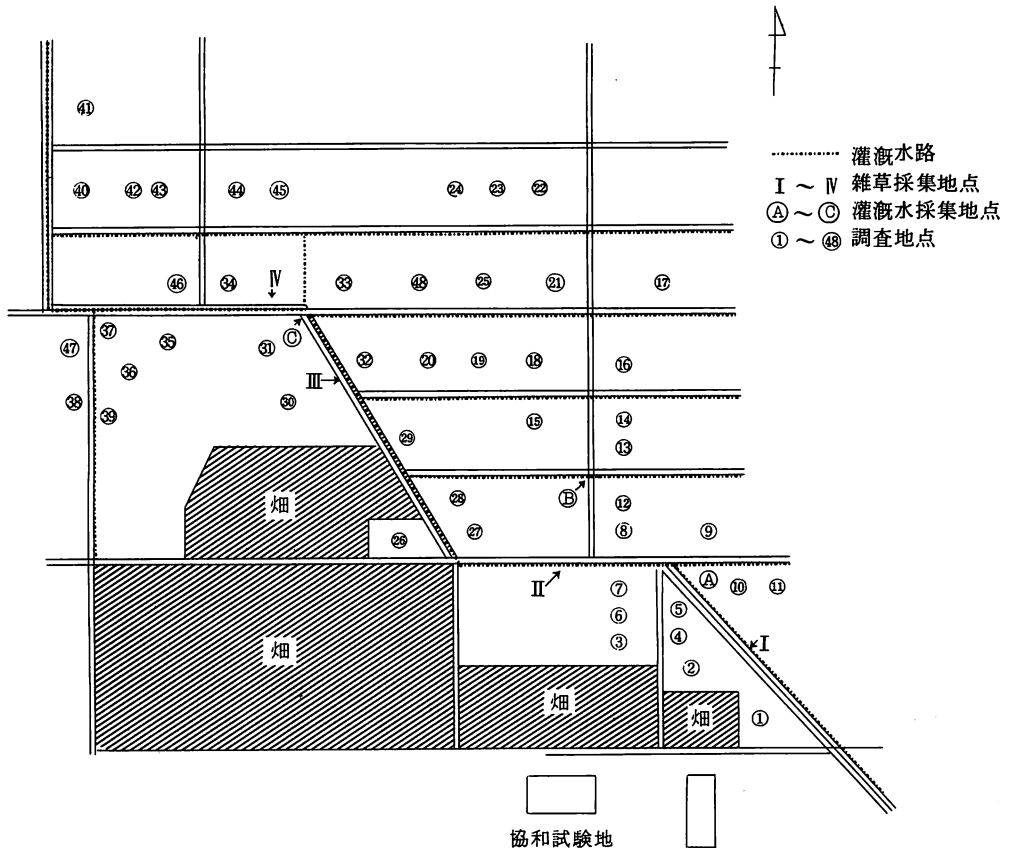 ㊶
㊵ ㊷ ㊸ ㊹ ㊺ ㉔ ㉓ ㉒
灌漑水路
I ~ Ⅳ 雑草採集地点
Ⓐ~Ⓒ 灌漑水採集地点
①~㊽ 調査地点
㊻ ㉞ Ⅳ ㉝ ㊽ ㉕ ㉑ ⑰
㊼ ㊲ ㉟ ㉛ Ⓒ ㉜ ⑳ ⑲ ⑱ ⑯
㊱ Ⅲ
㊳ ㊴ ㉚ ⑮ ⑭
㉙ ⑬
畑 ㉘ Ⓑ ⑫
㉖ ㉗ ⑧ ⑨
Ⅱ ⑦ Ⓐ ⑩ ⑪
⑥ ⑤
畑 ③ ④ I
②
畑 畑 ①
協和試験地